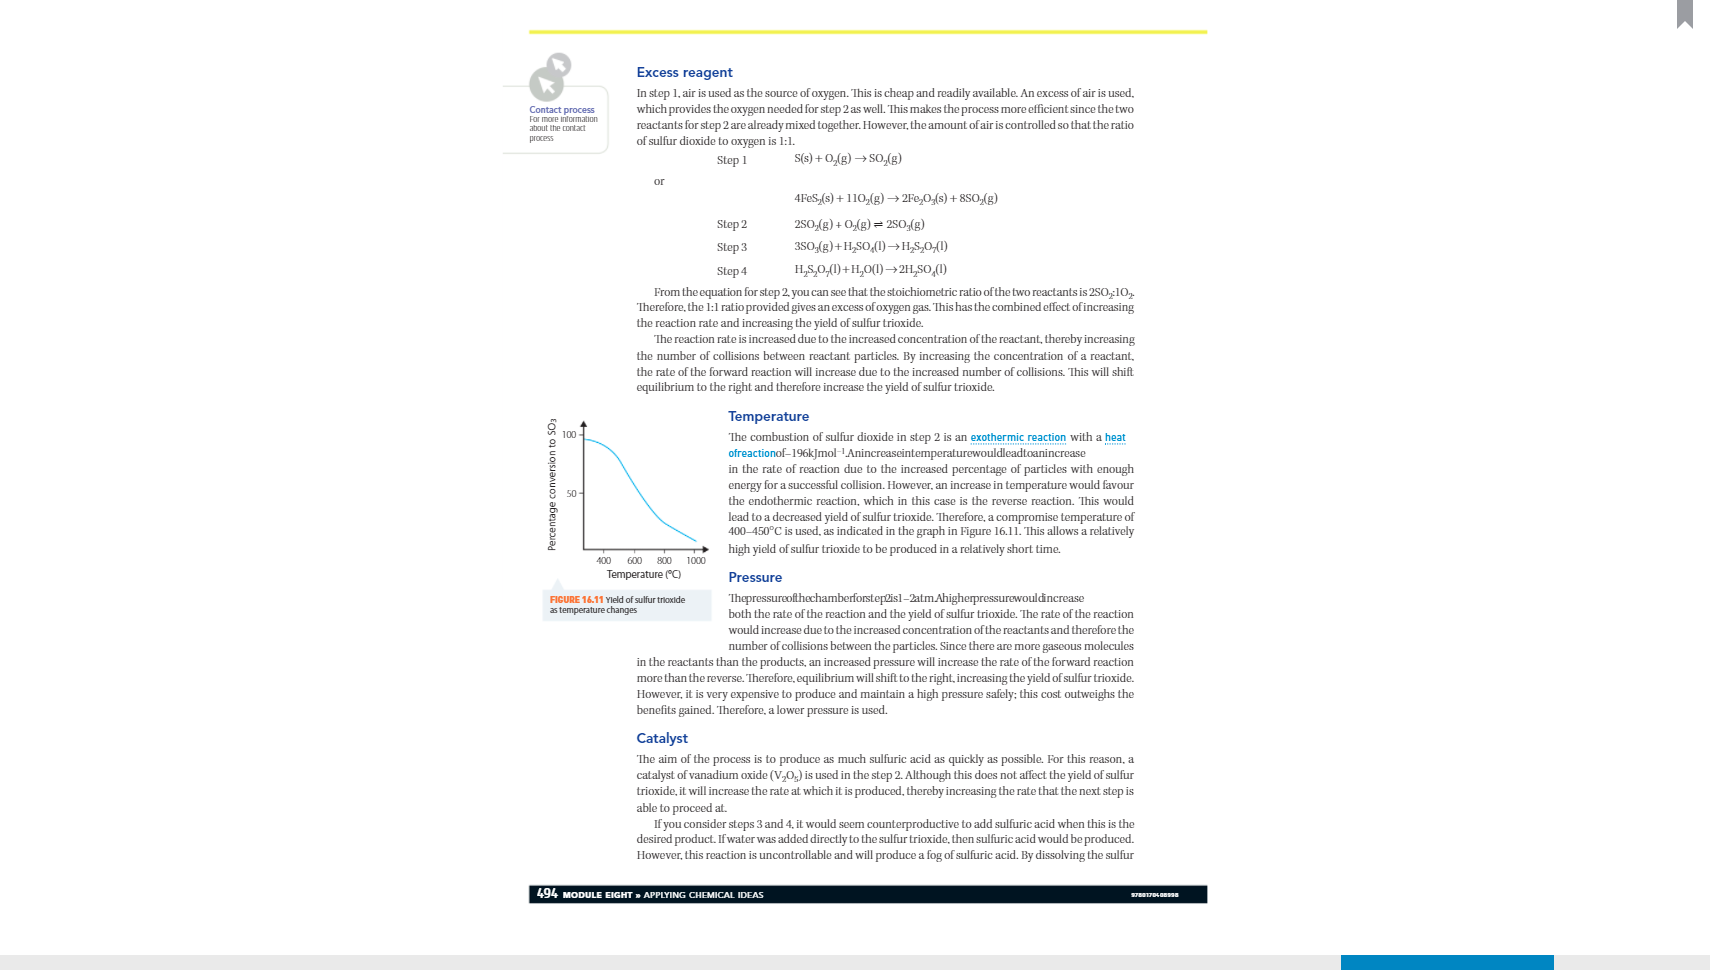 Contact process
For more information
about the contact
process
Excess reagent
In step 1, air is used as the source of oxygen. This is cheap and readily available. An excess of air is used,
which provides the oxygen needed for step 2 as well. This makes the process more efficient since the two
reactants for step 2 are already mixed together. However, the amount of air is controlled so that the ratio
of sulfur dioxide to oxygen is 1:1.
Step 1 S(s) + O₂(g) → SO₂(g)
or
4FeS₂(s) + 11O₂(g) → 2Fe₂O₃(s) + 8SO₂(g)
Step 2 2SO₂(g) + O₂(g) ⇌ 2SO₃(g)
Step 3 3SO₃(g) + H₂SO₄(l) → H₂S₂O₇(l)
Step 4 H₂S₂O₇(l) + H₂O(l) → 2H₂SO₄(l)
From the equation for step 2, you can see that the stoichiometric ratio of the two reactants is 2SO₂:1O₂.
Therefore, the 1:1 ratio provided gives an excess of oxygen gas. This has the combined effect of increasing
the reaction rate and increasing the yield of sulfur trioxide.
The reaction rate is increased due to the increased concentration of the reactant, thereby increasing
the number of collisions between reactant particles. By increasing the concentration of a reactant,
the rate of the forward reaction will increase due to the increased number of collisions. This will shift
equilibrium to the right and therefore increase the yield of sulfur trioxide.
Percentage conversion to SO₃
100
50
400 600 800 1000
Temperature (°C)
FIGURE 16.11 Yield of sulfur trioxide
as temperature changes
Temperature
The combustion of sulfur dioxide in step 2 is an exothermic reaction with a heat
of reaction of –196 kJ mol⁻¹. An increase in temperature would lead to an increase
in the rate of reaction due to the increased percentage of particles with enough
energy for a successful collision. However, an increase in temperature would favour
the endothermic reaction, which in this case is the reverse reaction. This would
lead to a decreased yield of sulfur trioxide. Therefore, a compromise temperature of
400–450°C is used, as indicated in the graph in Figure 16.11. This allows a relatively
high yield of sulfur trioxide to be produced in a relatively short time.
Pressure
The pressure of the chamber for step 2 is 1–2 atm. A higher pressure would increase
both the rate of the reaction and the yield of sulfur trioxide. The rate of the reaction
would increase due to the increased concentration of the reactants and therefore the
number of collisions between the particles. Since there are more gaseous molecules
in the reactants than the products, an increased pressure will increase the rate of the forward reaction
more than the reverse. Therefore, equilibrium will shift to the right, increasing the yield of sulfur trioxide.
However, it is very expensive to produce and maintain a high pressure safely; this cost outweighs the
benefits gained. Therefore, a lower pressure is used.
Catalyst
The aim of the process is to produce as much sulfuric acid as quickly as possible. For this reason, a
catalyst of vanadium oxide (V₂O₅) is used in the step 2. Although this does not affect the yield of sulfur
trioxide, it will increase the rate at which it is produced, thereby increasing the rate that the next step is
able to proceed at.
If you consider steps 3 and 4, it would seem counterproductive to add sulfuric acid when this is the
desired product. If water was added directly to the sulfur trioxide, then sulfuric acid would be produced.
However, this reaction is uncontrollable and will produce a fog of sulfuric acid. By dissolving the sulfur
494 MODULE EIGHT » APPLYING CHEMICAL IDEAS
9780170408998